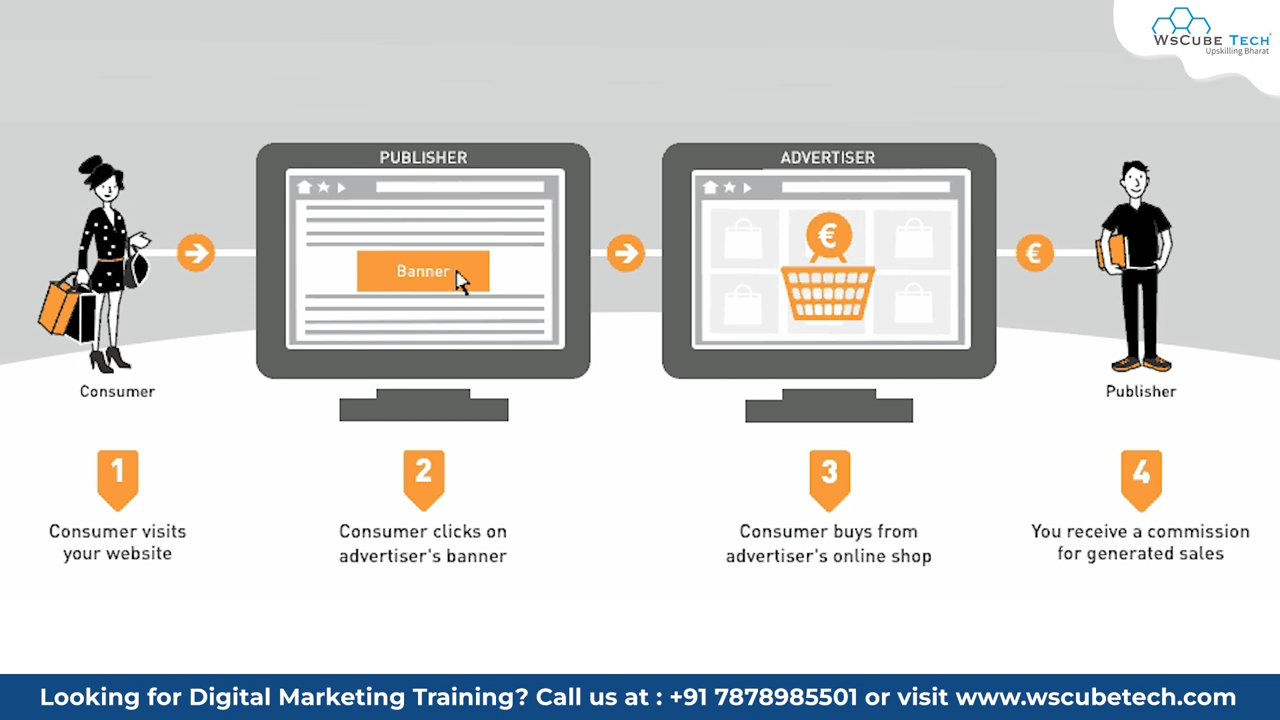 WsCube Tech
Upskilling Bharat
PUBLISHER
ADVERTISER
€
Banner
€
Consumer
Publisher
1
2
3
4
Consumer visits
your website
Consumer clicks on
advertiser's banner
Consumer buys from
advertiser's online shop
You receive a commission
for generated sales
Looking for Digital Marketing Training? Call us at : +91 7878985501 or visit www.wscubetech.com